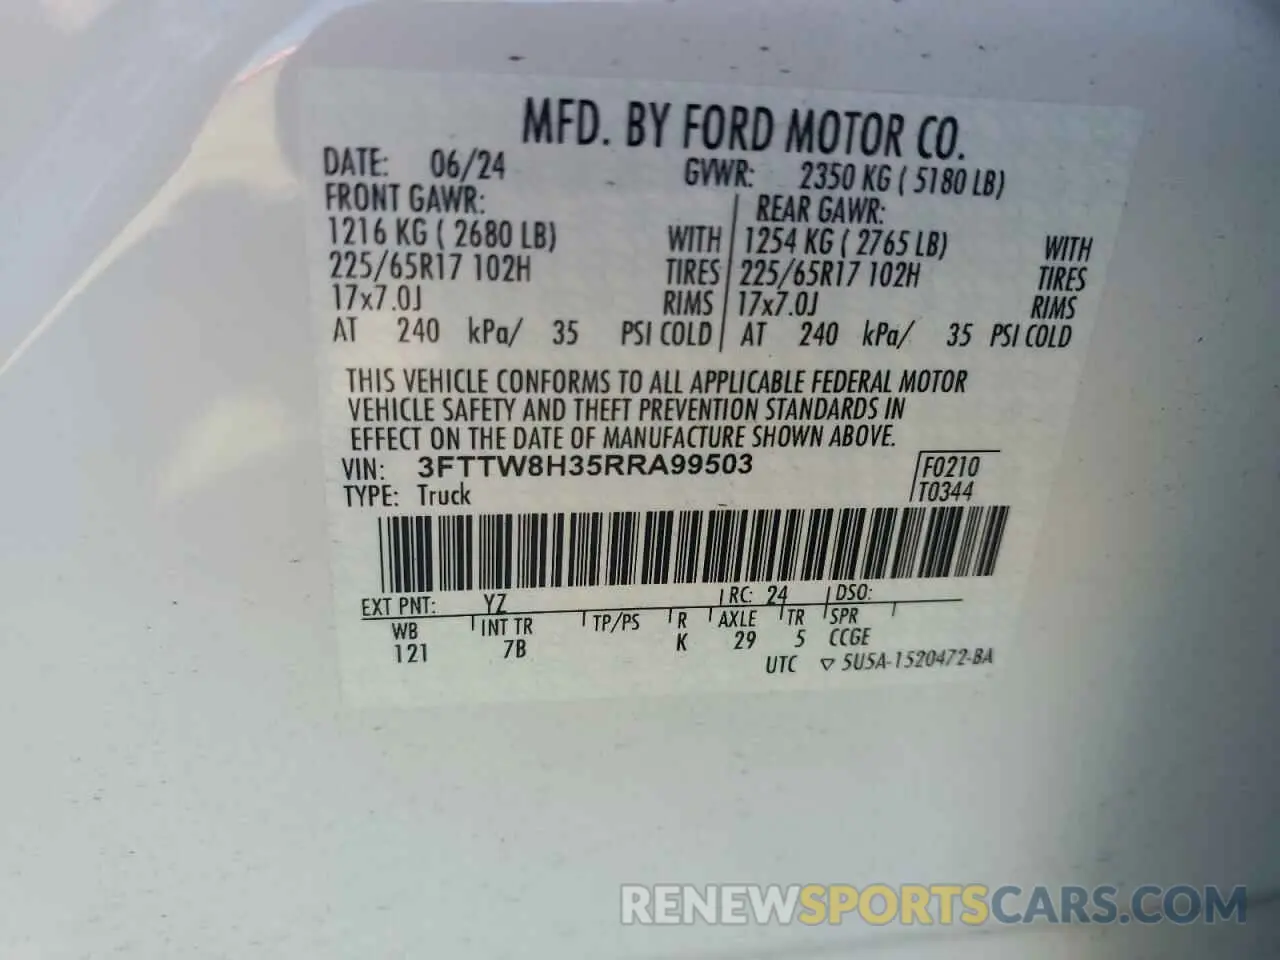 MFD. BY FORD MOTOR CO.
DATE: 06/24 GVWR: 2350 KG ( 5180 LB)
FRONT GAWR: REAR GAWR:
1216 KG ( 2680 LB) WITH 1254 KG ( 2765 LB) WITH
225/65R17 102H TIRES 225/65R17 102H TIRES
17x7.0J RIMS 17x7.0J RIMS
AT 240 kPa/ 35 PSI COLD AT 240 kPa/ 35 PSI COLD
THIS VEHICLE CONFORMS TO ALL APPLICABLE FEDERAL MOTOR
VEHICLE SAFETY AND THEFT PREVENTION STANDARDS IN
EFFECT ON THE DATE OF MANUFACTURE SHOWN ABOVE.
VIN: 3FTTW8H35RRA99503 F0210
TYPE: Truck T0344
EXT PNT: YZ RC: 24 DSO:
WB INT TR TP/PS R AXLE TR SPR
121 7B K 29 5 CCGE
UTC ▽ 5U5A-1520472-BA
RENEWSPORTSCARS.COM